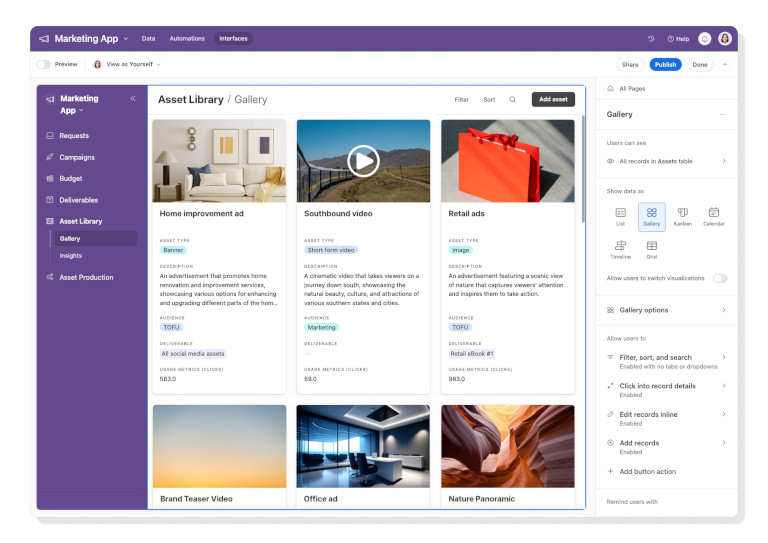 Marketing App
Data
Automations
Interfaces
Help
Preview
View as Yourself
Share
Publish
Done
Marketing App
Requests
Campaigns
Budget
Deliverables
Asset Library
Gallery
Insights
Asset Production
Asset Library / Gallery
Filter
Sort
Add asset
Home improvement ad
ASSET TYPE
Banner
DESCRIPTION
An advertisement that promotes home
renovation and improvement services,
showcasing various options for enhancing
and upgrading different parts of the hom...
AUDIENCE
TOFU
DELIVERABLE
All social media assets
USAGE METRICS (CLICKS)
583.0
Southbound video
ASSET TYPE
Short form video
DESCRIPTION
A cinematic video that takes viewers on a
journey down south, showcasing the
natural beauty, culture, and attractions of
various southern states and cities.
AUDIENCE
Marketing
DELIVERABLE
—
USAGE METRICS (CLICKS)
59.0
Retail ads
ASSET TYPE
Image
DESCRIPTION
An advertisement featuring a scenic view
of nature that captures viewers' attention
and inspires them to take action.
AUDIENCE
TOFU
DELIVERABLE
Retail eBook #1
USAGE METRICS (CLICKS)
983.0
Brand Teaser Video
Office ad
Nature Panoramic
All Pages
Gallery
Users can see
All records in Assets table
Show data as
List
Gallery
Kanban
Calendar
Timeline
Grid
Allow users to switch visualizations
Gallery options
Allow users to
Filter, sort, and search
Enabled with no tabs or dropdowns
Click into record details
Enabled
Edit records inline
Enabled
Add records
Enabled
Add button action
Remind users with